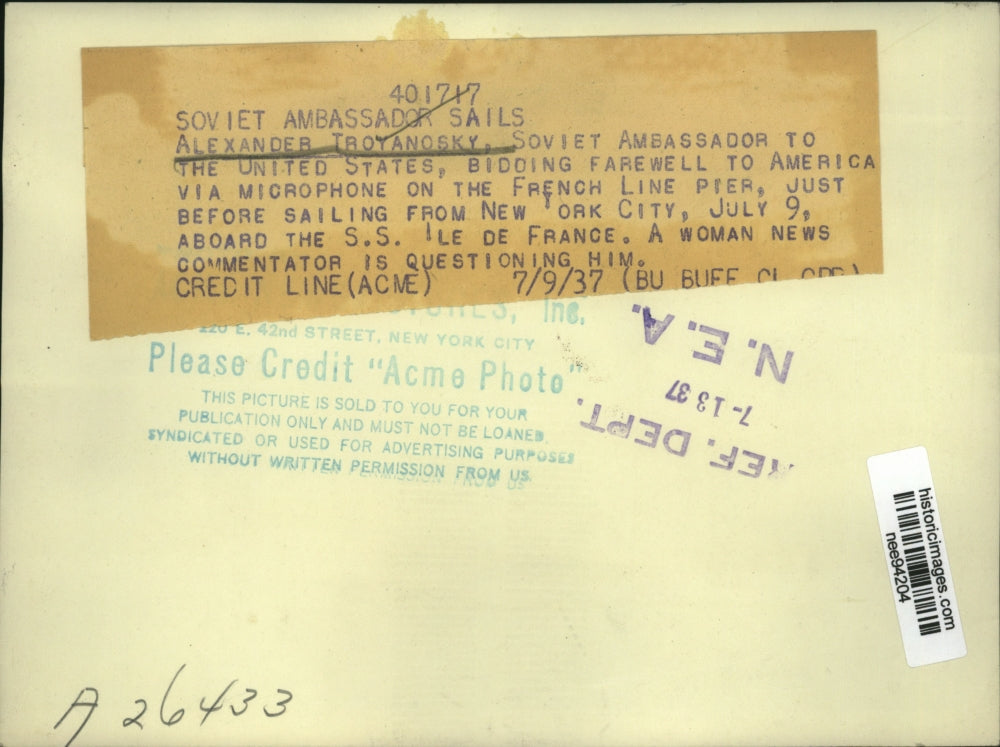 401717
SOVIET AMBASSADOR SAILS
ALEXANDER TROYANOSKY, SOVIET AMBASSADOR TO
THE UNITED STATES, BIDDING FAREWELL TO AMERICA
VIA MICROPHONE ON THE FRENCH LINE PIER, JUST
BEFORE SAILING FROM NEW YORK CITY, JULY 9,
ABOARD THE S.S. ILE DE FRANCE. A WOMAN NEWS
COMMENTATOR IS QUESTIONING HIM.
CREDIT LINE(ACME) 7/9/37 (BU BUFF CL
Inc.
220 E. 42nd STREET, NEW YORK CITY
Please Credit "Acme Photo"
THIS PICTURE IS SOLD TO YOU FOR YOUR
PUBLICATION ONLY AND MUST NOT BE LOANED,
SYNDICATED OR USED FOR ADVERTISING PURPOSES
WITHOUT WRITTEN PERMISSION FROM US.
REF. DEPT.
7-13 37
N.E.A.
historicimages.com
nee94204
A 26433